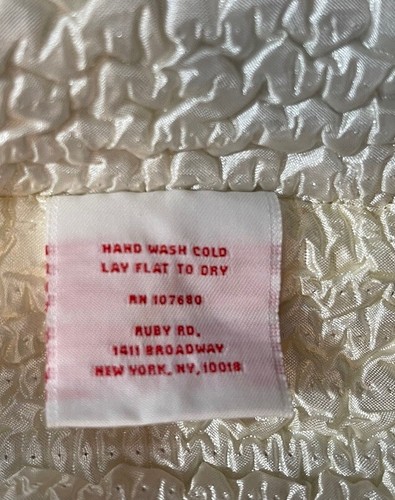 HAND WASH COLD
LAY FLAT TO DRY
RN 107680
RUBY RD.
1411 BROADWAY
NEW YORK, NY, 10018